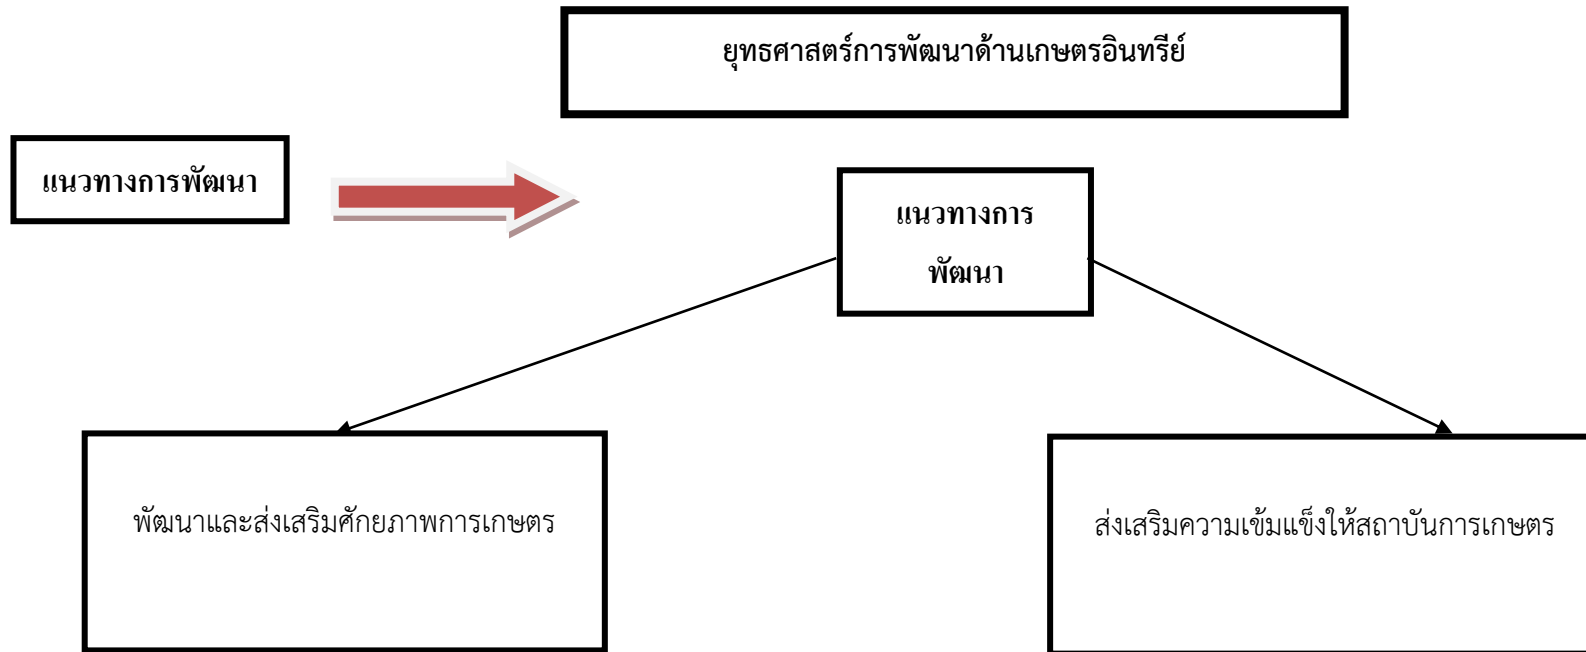 ยุทธศาสตร์การพัฒนาด้านเกษตรอินทรีย์
แนวทางการพัฒนา
แนวทางการ
พัฒนา
พัฒนาและส่งเสริมศักยภาพการเกษตร
ส่งเสริมความเข้มแข็งให้สถาบันการเกษตร